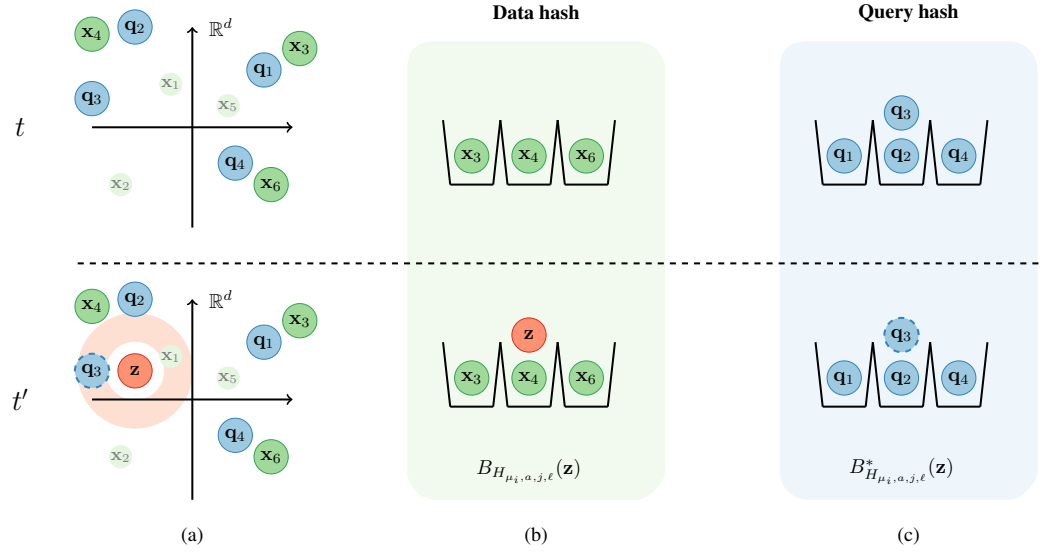 Data hash
Query hash
x₄ q₂ ℝᵈ x₃
q₁
x₁
q₃ x₅ q₃
t x₃ x₄ x₆ q₁ q₂ q₄
q₄
x₂ x₆
x₄ q₂ ℝᵈ x₃
q₁ z q₃
x₁
q₃ z x₅ x₃ x₄ x₆ q₁ q₂ q₄
t′
q₄
x₂ x₆ B_{H_{μ_i,a,j,ℓ}}(z) B*_{H_{μ_i,a,j,ℓ}}(z)
(a) (b) (c)